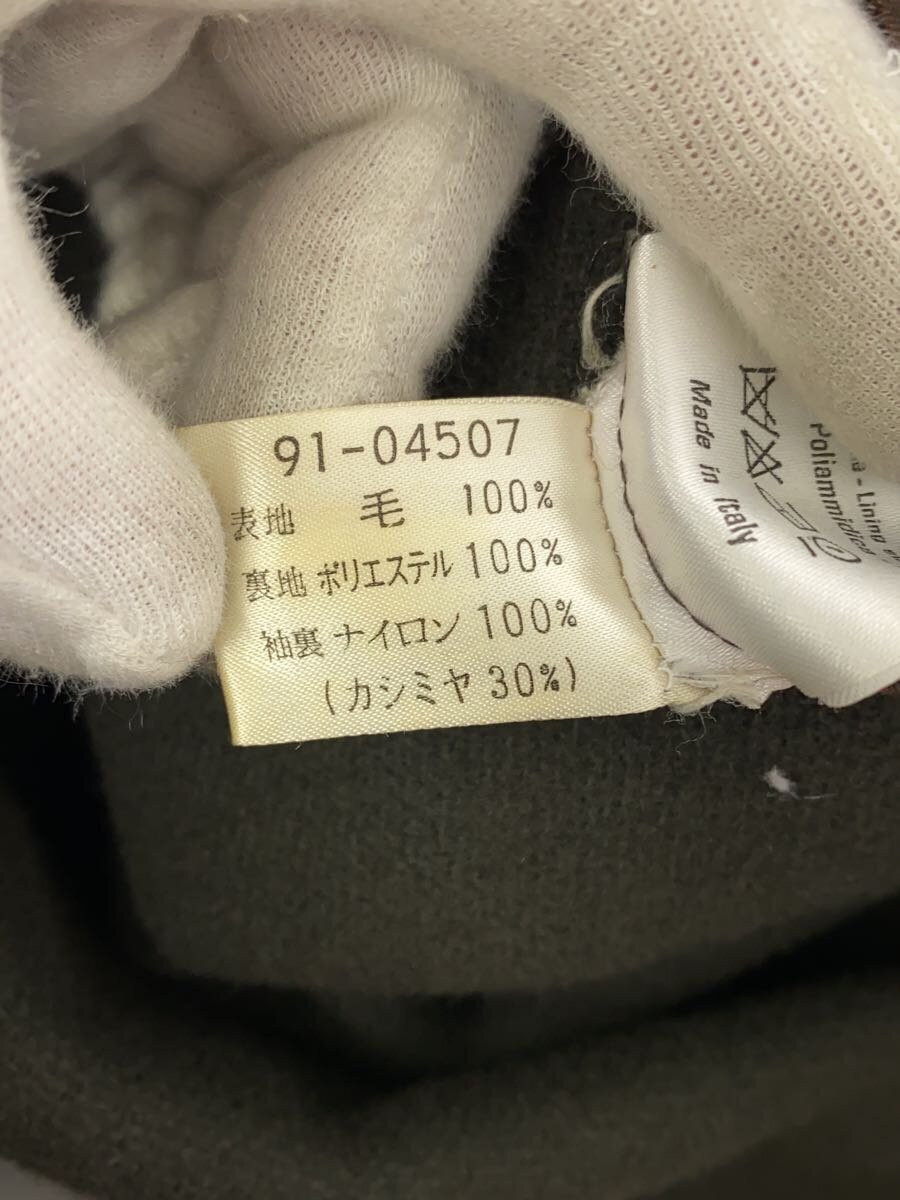 91-04507
表地 毛 100%
裏地 ポリエステル 100%
袖裏 ナイロン 100%
(カシミヤ 30%)
Made in Italy
- Lining